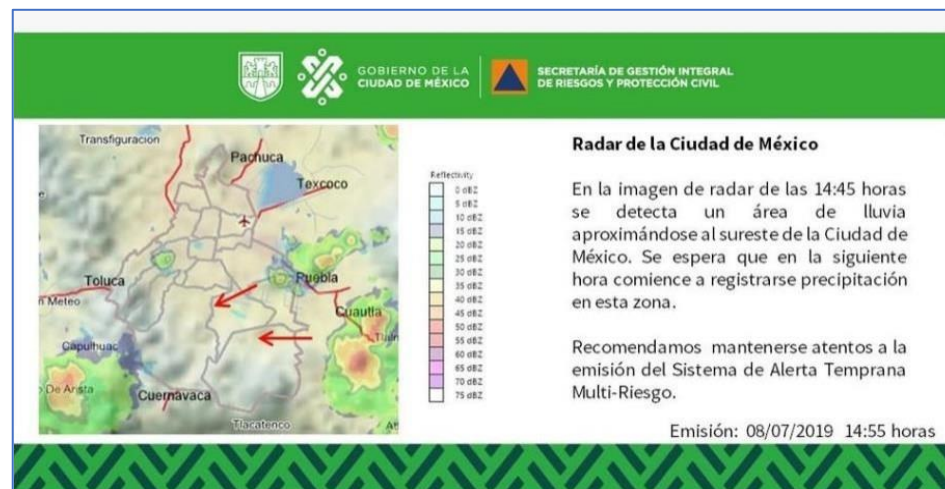 GOBIERNO DE LA
CIUDAD DE MÉXICO
SECRETARÍA DE GESTIÓN INTEGRAL
DE RIESGOS Y PROTECCIÓN CIVIL
Transfiguracion
Pachuca
Texcoco
Toluca
Puebla
Meteo
Cuautla
Capulhuac
De Arista
Cuernavaca
Tlacatenco
Reflectivity
0 dBZ
5 dBZ
10 dBZ
15 dBZ
20 dBZ
25 dBZ
30 dBZ
35 dBZ
40 dBZ
45 dBZ
50 dBZ
55 dBZ
60 dBZ
65 dBZ
70 dBZ
75 dBZ
Radar de la Ciudad de México
En la imagen de radar de las 14:45 horas
se detecta un área de lluvia
aproximándose al sureste de la Ciudad de
México. Se espera que en la siguiente
hora comience a registrarse precipitación
en esta zona.
Recomendamos mantenerse atentos a la
emisión del Sistema de Alerta Temprana
Multi-Riesgo.
Emisión: 08/07/2019 14:55 horas